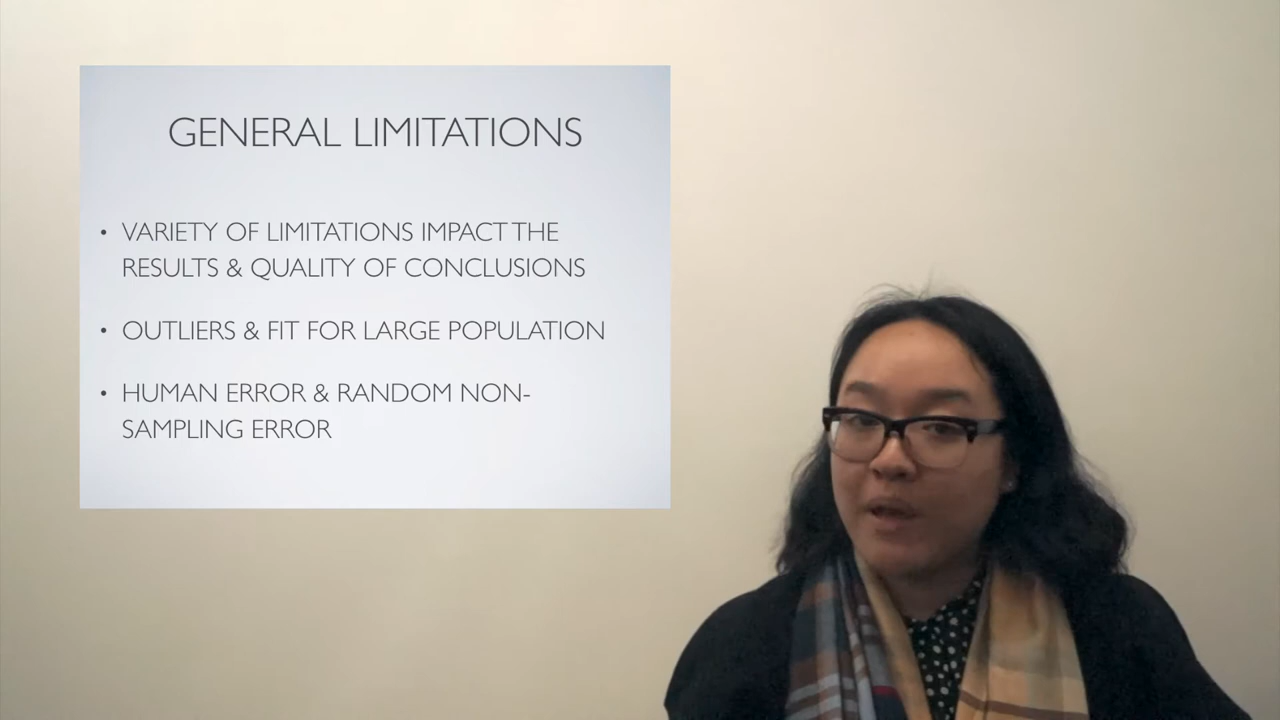 GENERAL LIMITATIONS
• VARIETY OF LIMITATIONS IMPACT THE
RESULTS & QUALITY OF CONCLUSIONS
• OUTLIERS & FIT FOR LARGE POPULATION
• HUMAN ERROR & RANDOM NON-
SAMPLING ERROR